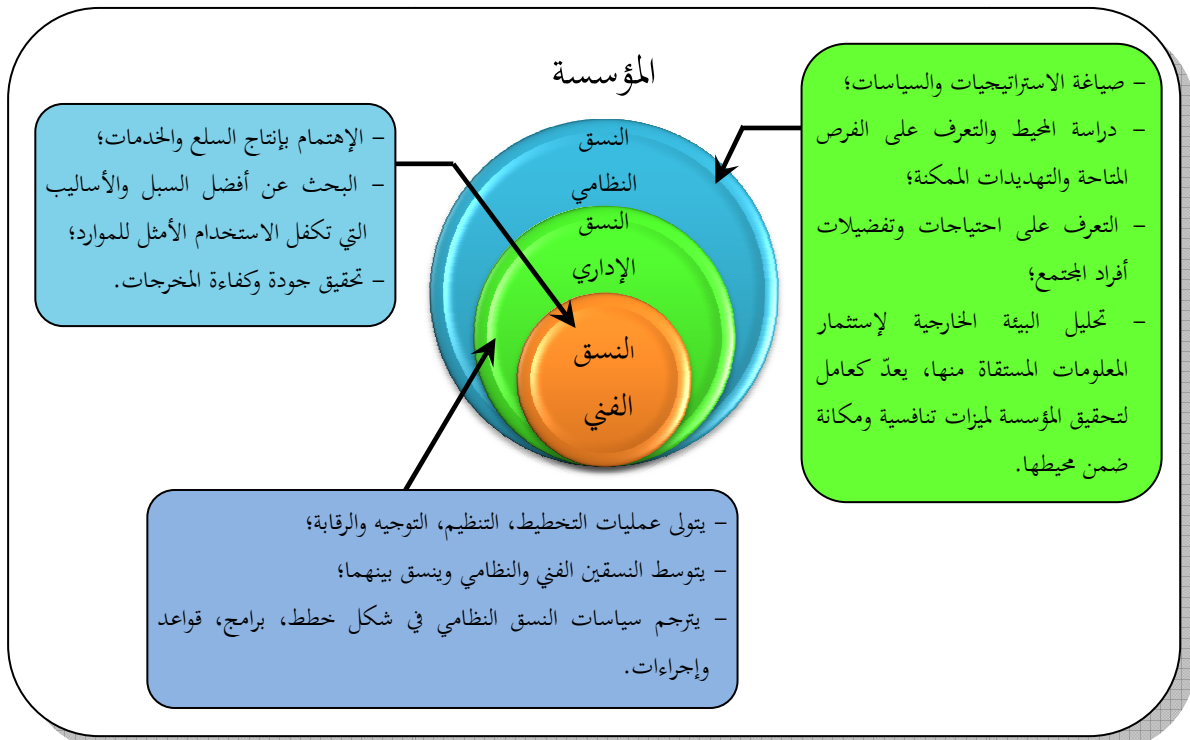 المؤسسة
– صياغة الاستراتيجيات والسياسات؛
– دراسة المحيط والتعرف على الفرص
المتاحة والتهديدات الممكنة؛
– التعرف على احتياجات وتفضيلات
أفراد المجتمع؛
– تحليل البيئة الخارجية لإستثمار
المعلومات المستقاة منها، يعدّ كعامل
لتحقيق المؤسسة لميزات تنافسية ومكانة
ضمن محيطها.
النسق
النظامي
النسق
الإداري
النسق
الفني
– الإهتمام بإنتاج السلع والخدمات؛
– البحث عن أفضل السبل والأساليب
التي تكفل الاستخدام الأمثل للموارد؛
– تحقيق جودة وكفاءة المخرجات.
– يتولى عمليات التخطيط، التنظيم، التوجيه والرقابة؛
– يتوسط النسقين الفني والنظامي وينسق بينهما؛
– يترجم سياسات النسق النظامي في شكل خطط، برامج، قواعد
وإجراءات.